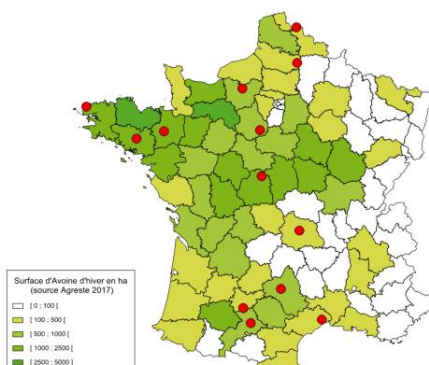 Surface d'Avoine d'hiver en ha
(source Agreste 2017)
[ 0 ; 100 [
[ 100 ; 500 [
[ 500 ; 1000 [
[ 1000 ; 2500 [
[ 2500 ; 5000 [